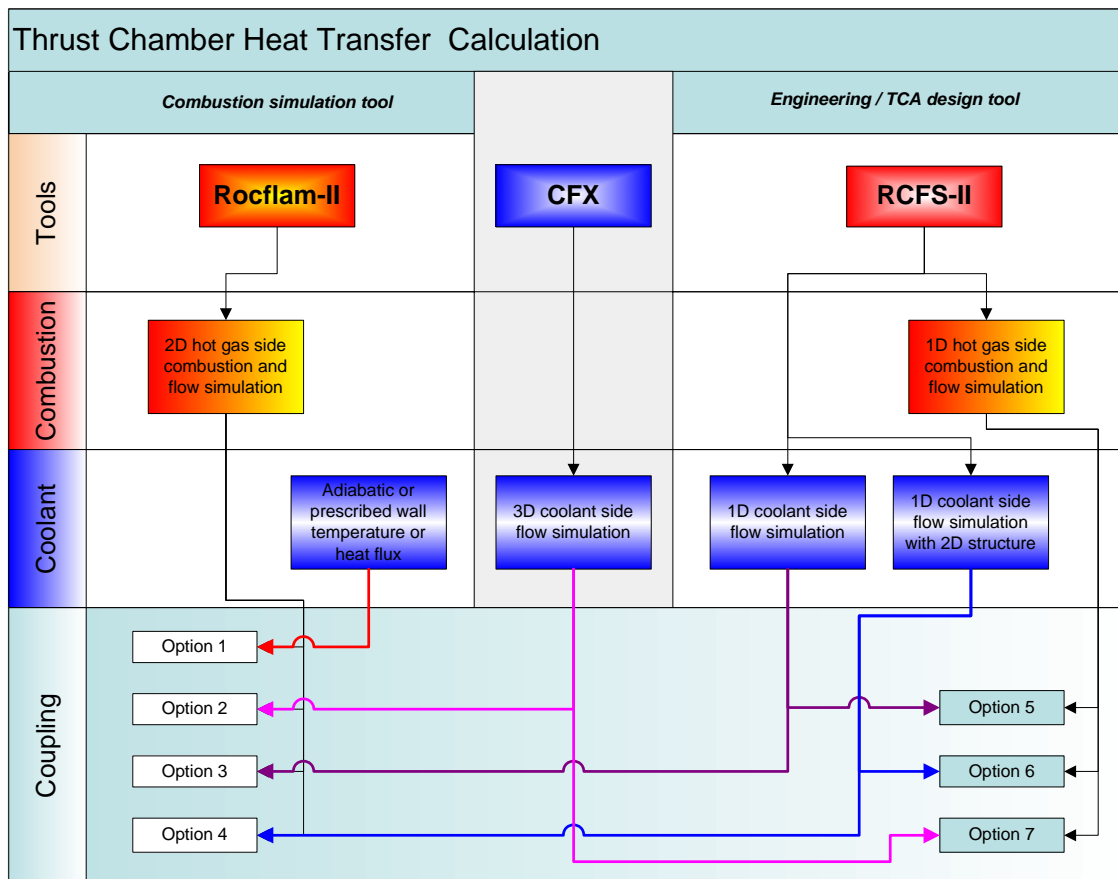 Thrust Chamber Heat Transfer Calculation
Combustion simulation tool
Engineering / TCA design tool
Tools
Rocflam-II
CFX
RCFS-II
Combustion
2D hot gas side
combustion and
flow simulation
1D hot gas side
combustion and
flow simulation
Coolant
Adiabatic or
prescribed wall
temperature or
heat flux
3D coolant side
flow simulation
1D coolant side
flow simulation
1D coolant side
flow simulation
with 2D structure
Coupling
Option 1
Option 2
Option 3
Option 4
Option 5
Option 6
Option 7